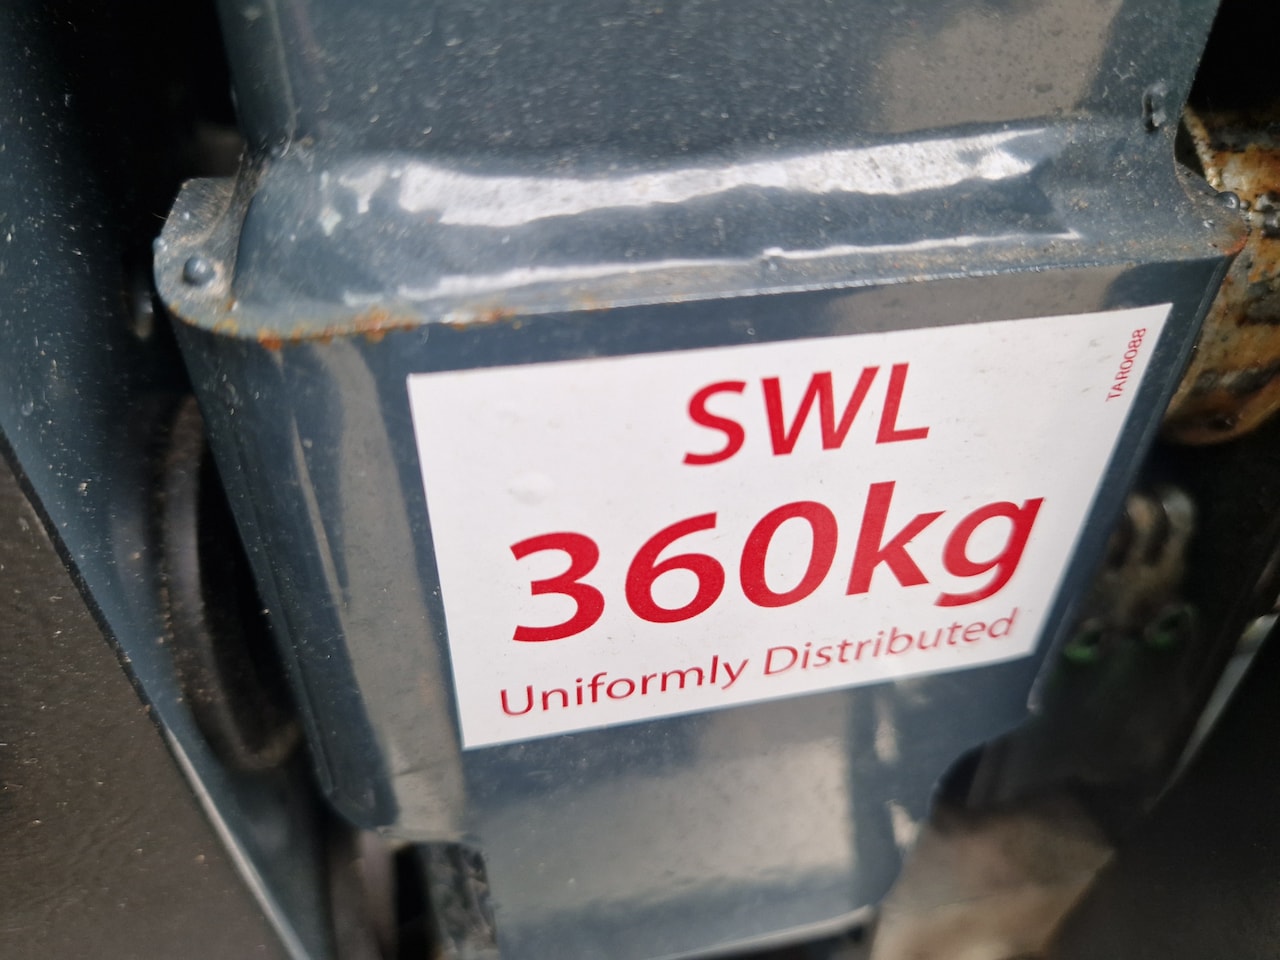 SWL
360kg
Uniformly Distributed
TAR0088